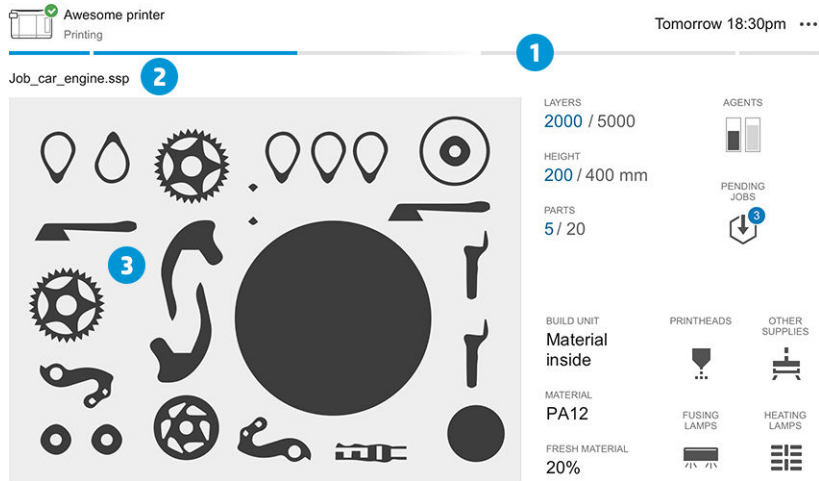 Awesome printer
Printing
Tomorrow 18:30pm
1
Job_car_engine.ssp
2
LAYERS
2000 / 5000
AGENTS
HEIGHT
200 / 400 mm
PENDING
JOBS
3
PARTS
5 / 20
3
BUILD UNIT
Material
inside
PRINTHEADS
OTHER
SUPPLIES
MATERIAL
PA12
FUSING
LAMPS
HEATING
LAMPS
FRESH MATERIAL
20%